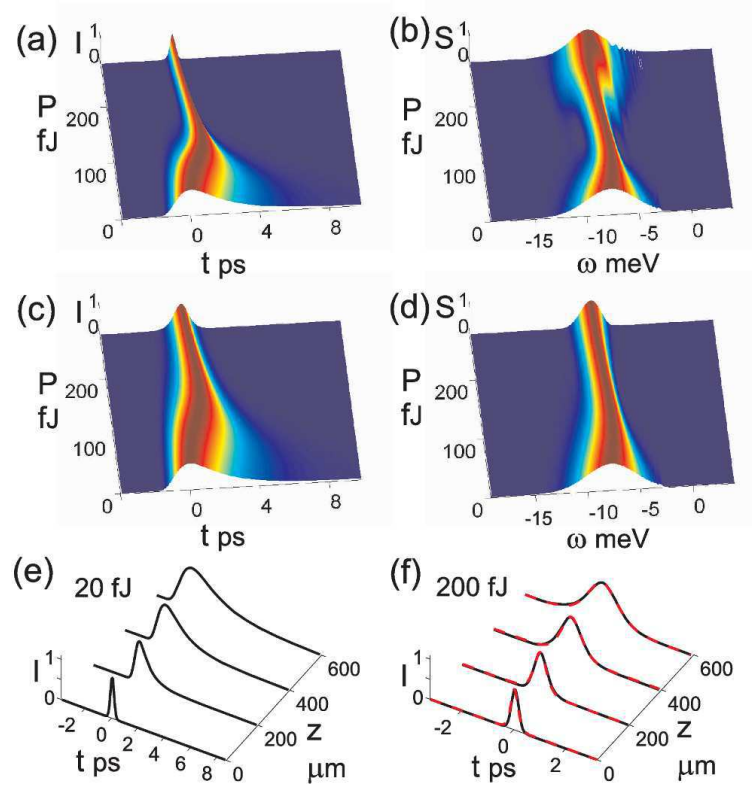 (a) I 1
0
P
fJ
200
100
0 0 4 8
t ps
(b) S 1
0
P
fJ
200
100
0 -15 -10 -5 0
ω meV
(c) I 1
0
P
fJ
200
100
0 0 4 8
t ps
(d) S 1
0
P
fJ
200
100
0 -15 -10 -5 0
ω meV
(e) 20 fJ
I 1
0
-2 0 2 4 6 8
t ps
0 200 400 600
z
μm
(f) 200 fJ
I 1
0
-2 0 2
t ps
0 200 400 600
z
μm